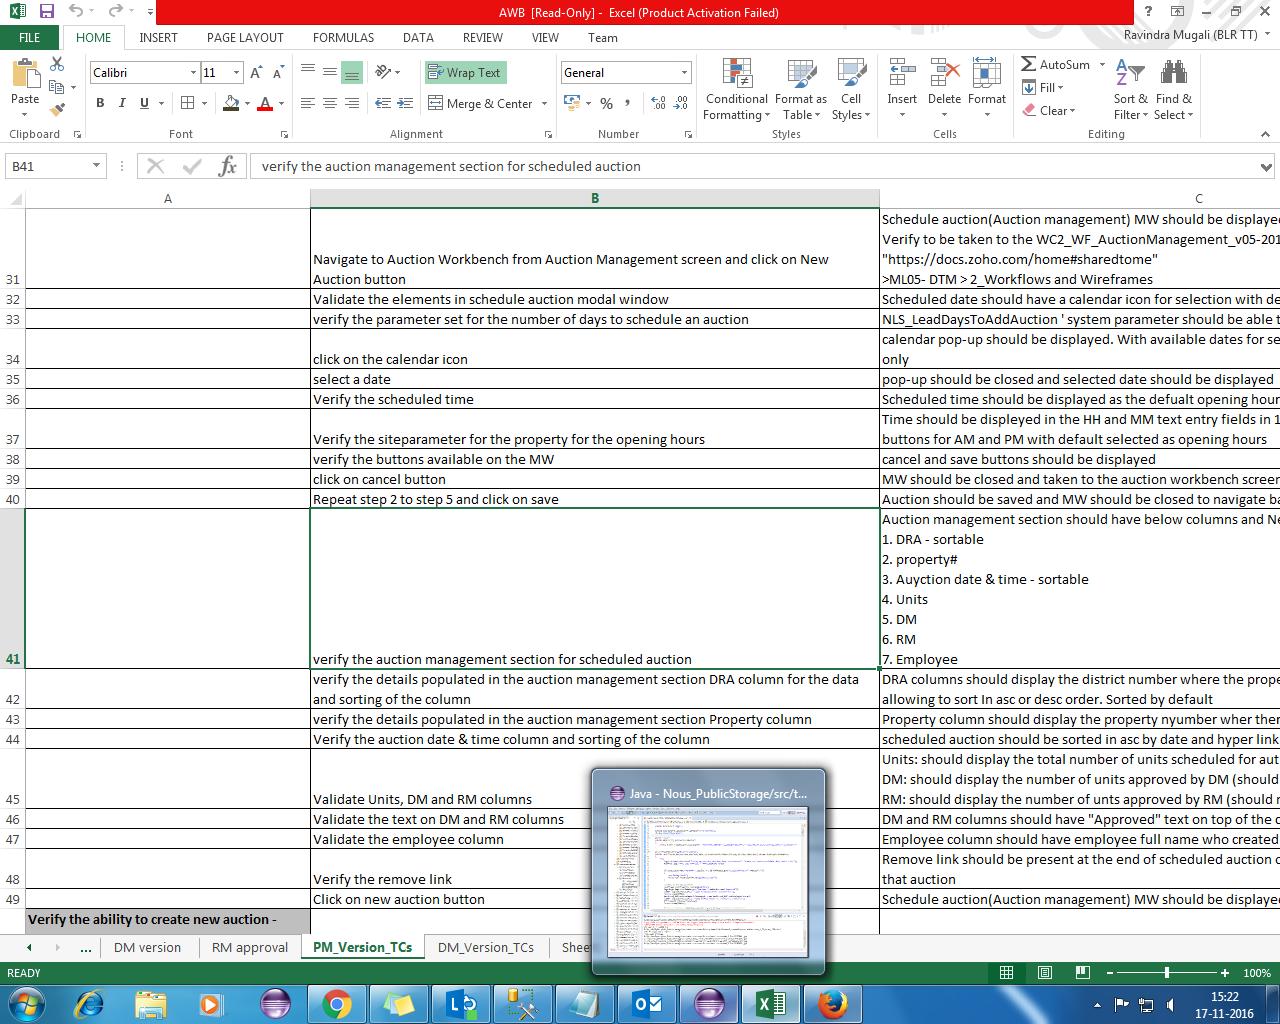 AWB [Read-Only] - Excel (Product Activation Failed)
FILE HOME INSERT PAGE LAYOUT FORMULAS DATA REVIEW VIEW Team
Ravindra Mugali (BLR TT)
Paste
Calibri 11
Wrap Text
Merge & Center
General
Conditional Formatting
Format as Table
Cell Styles
Insert Delete Format
AutoSum
Fill
Clear
Sort & Filter
Find & Select
Clipboard Font Alignment Number Styles Cells Editing
B41 verify the auction management section for scheduled auction
A B C
Schedule auction(Auction management) MW should be displayed
Verify to be taken to the WC2_WF_AuctionManagement_v05-201
Navigate to Auction Workbench from Auction Management screen and click on New "https://docs.zoho.com/home#sharedtome"
31 Auction button >ML05- DTM > 2_Workflows and Wireframes
32 Validate the elements in schedule auction modal window Scheduled date should have a calendar icon for selection with de
33 verify the parameter set for the number of days to schedule an auction NLS_LeadDaysToAddAuction ' system parameter should be able t
calendar pop-up should be displayed. With available dates for se
34 click on the calendar icon only
35 select a date pop-up should be closed and selected date should be displayed
36 Verify the scheduled time Scheduled time should be displayed as the defualt opening hour
Time should be displeyed in the HH and MM text entry fields in 1
37 Verify the siteparameter for the property for the opening hours buttons for AM and PM with default selected as opening hours
38 verify the buttons available on the MW cancel and save buttons should be displayed
39 click on cancel button MW should be closed and taken to the auction workbench screen
40 Repeat step 2 to step 5 and click on save Auction should be saved and MW should be closed to navigate ba
Auction management section should have below columns and Ne
1. DRA - sortable
2. property#
3. Auyction date & time - sortable
4. Units
5. DM
6. RM
41 verify the auction management section for scheduled auction 7. Employee
verify the details populated in the auction management section DRA column for the data DRA columns should display the district number where the prope
42 and sorting of the column allowing to sort In asc or desc order. Sorted by default
43 verify the details populated in the auction management section Property column Property column should display the property nyumber wher ther
44 Verify the auction date & time column and sorting of the column scheduled auction should be sorted in asc by date and hyper link
Units: should display the total number of units scheduled for aut
DM: should display the number of units approved by DM (should
45 Validate Units, DM and RM columns RM: should display the number of unts approved by RM (should r
46 Validate the text on DM and RM columns DM and RM columns should have "Approved" text on top of the c
47 Validate the employee column Employee column should have employee full name who created
Remove link should be present at the end of scheduled auction c
48 Verify the remove link that auction
49 Click on new auction button Schedule auction(Auction management) MW should be displayed
Verify the ability to create new auction -
Java - Nous_PublicStorage/src/t...
... DM version RM approval PM_Version_TCs DM_Version_TCs Shee
READY 100%
15:22
17-11-2016